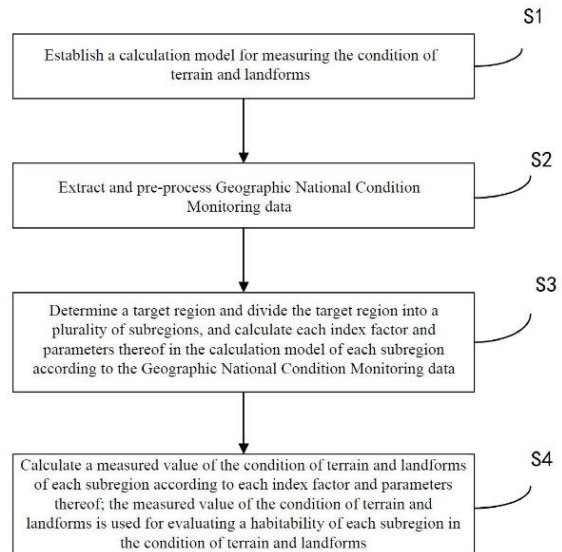 S1
Establish a calculation model for measuring the condition of
terrain and landforms
S2
Extract and pre-process Geographic National Condition
Monitoring data
S3
Determine a target region and divide the target region into a
plurality of subregions, and calculate each index factor and
parameters thereof in the calculation model of each subregion
according to the Geographic National Condition Monitoring data
S4
Calculate a measured value of the condition of terrain and landforms
of each subregion according to each index factor and parameters
thereof; the measured value of the condition of terrain and
landforms is used for evaluating a habitability of each subregion in
the condition of terrain and landforms